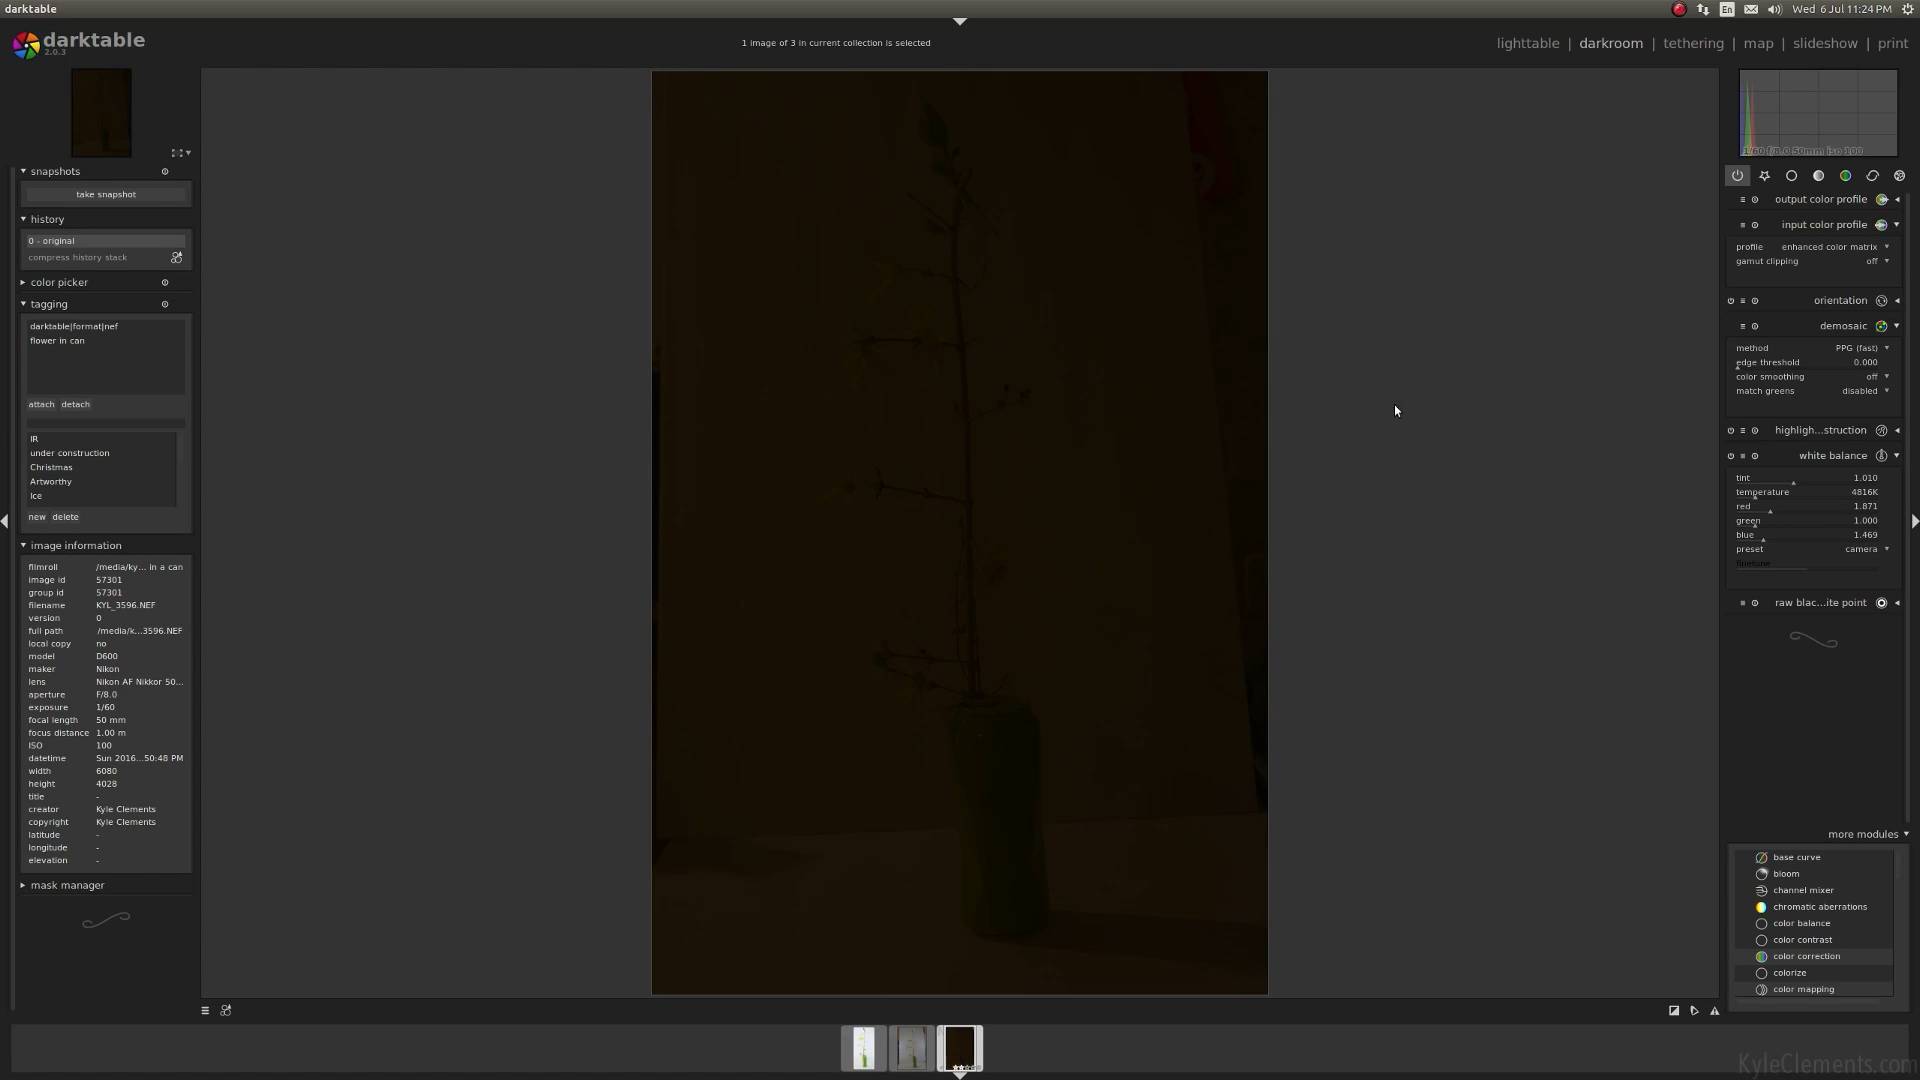 darktable
En
Wed 6 Jul 11:24 PM
darktable
2.0.3
1 image of 3 in current collection is selected
lighttable | darkroom | tethering | map | slideshow | print
1/60 f/8.0 50mm iso 100
snapshots
take snapshot
history
0 - original
compress history stack
color picker
tagging
darktable|format|nef
flower in can
attach detach
IR
under construction
Christmas
Artworthy
Ice
new delete
image information
filmroll /media/ky... in a can
image id 57301
group id 57301
filename KYL_3596.NEF
version 0
full path /media/k...3596.NEF
local copy no
model D600
maker Nikon
lens Nikon AF Nikkor 50...
aperture F/8.0
exposure 1/60
focal length 50 mm
focus distance 1.00 m
ISO 100
datetime Sun 2016...50:48 PM
width 6080
height 4028
title -
creator Kyle Clements
copyright Kyle Clements
latitude -
longitude -
elevation -
mask manager
output color profile
input color profile
profile enhanced color matrix
gamut clipping off
orientation
demosaic
method PPG (fast)
edge threshold 0.000
color smoothing off
match greens disabled
highligh...struction
white balance
tint 1.010
temperature 4816K
red 1.871
green 1.000
blue 1.469
preset camera
finetune
raw blac...ite point
more modules
base curve
bloom
channel mixer
chromatic aberrations
color balance
color contrast
color correction
colorize
color mapping
KyleClements.com